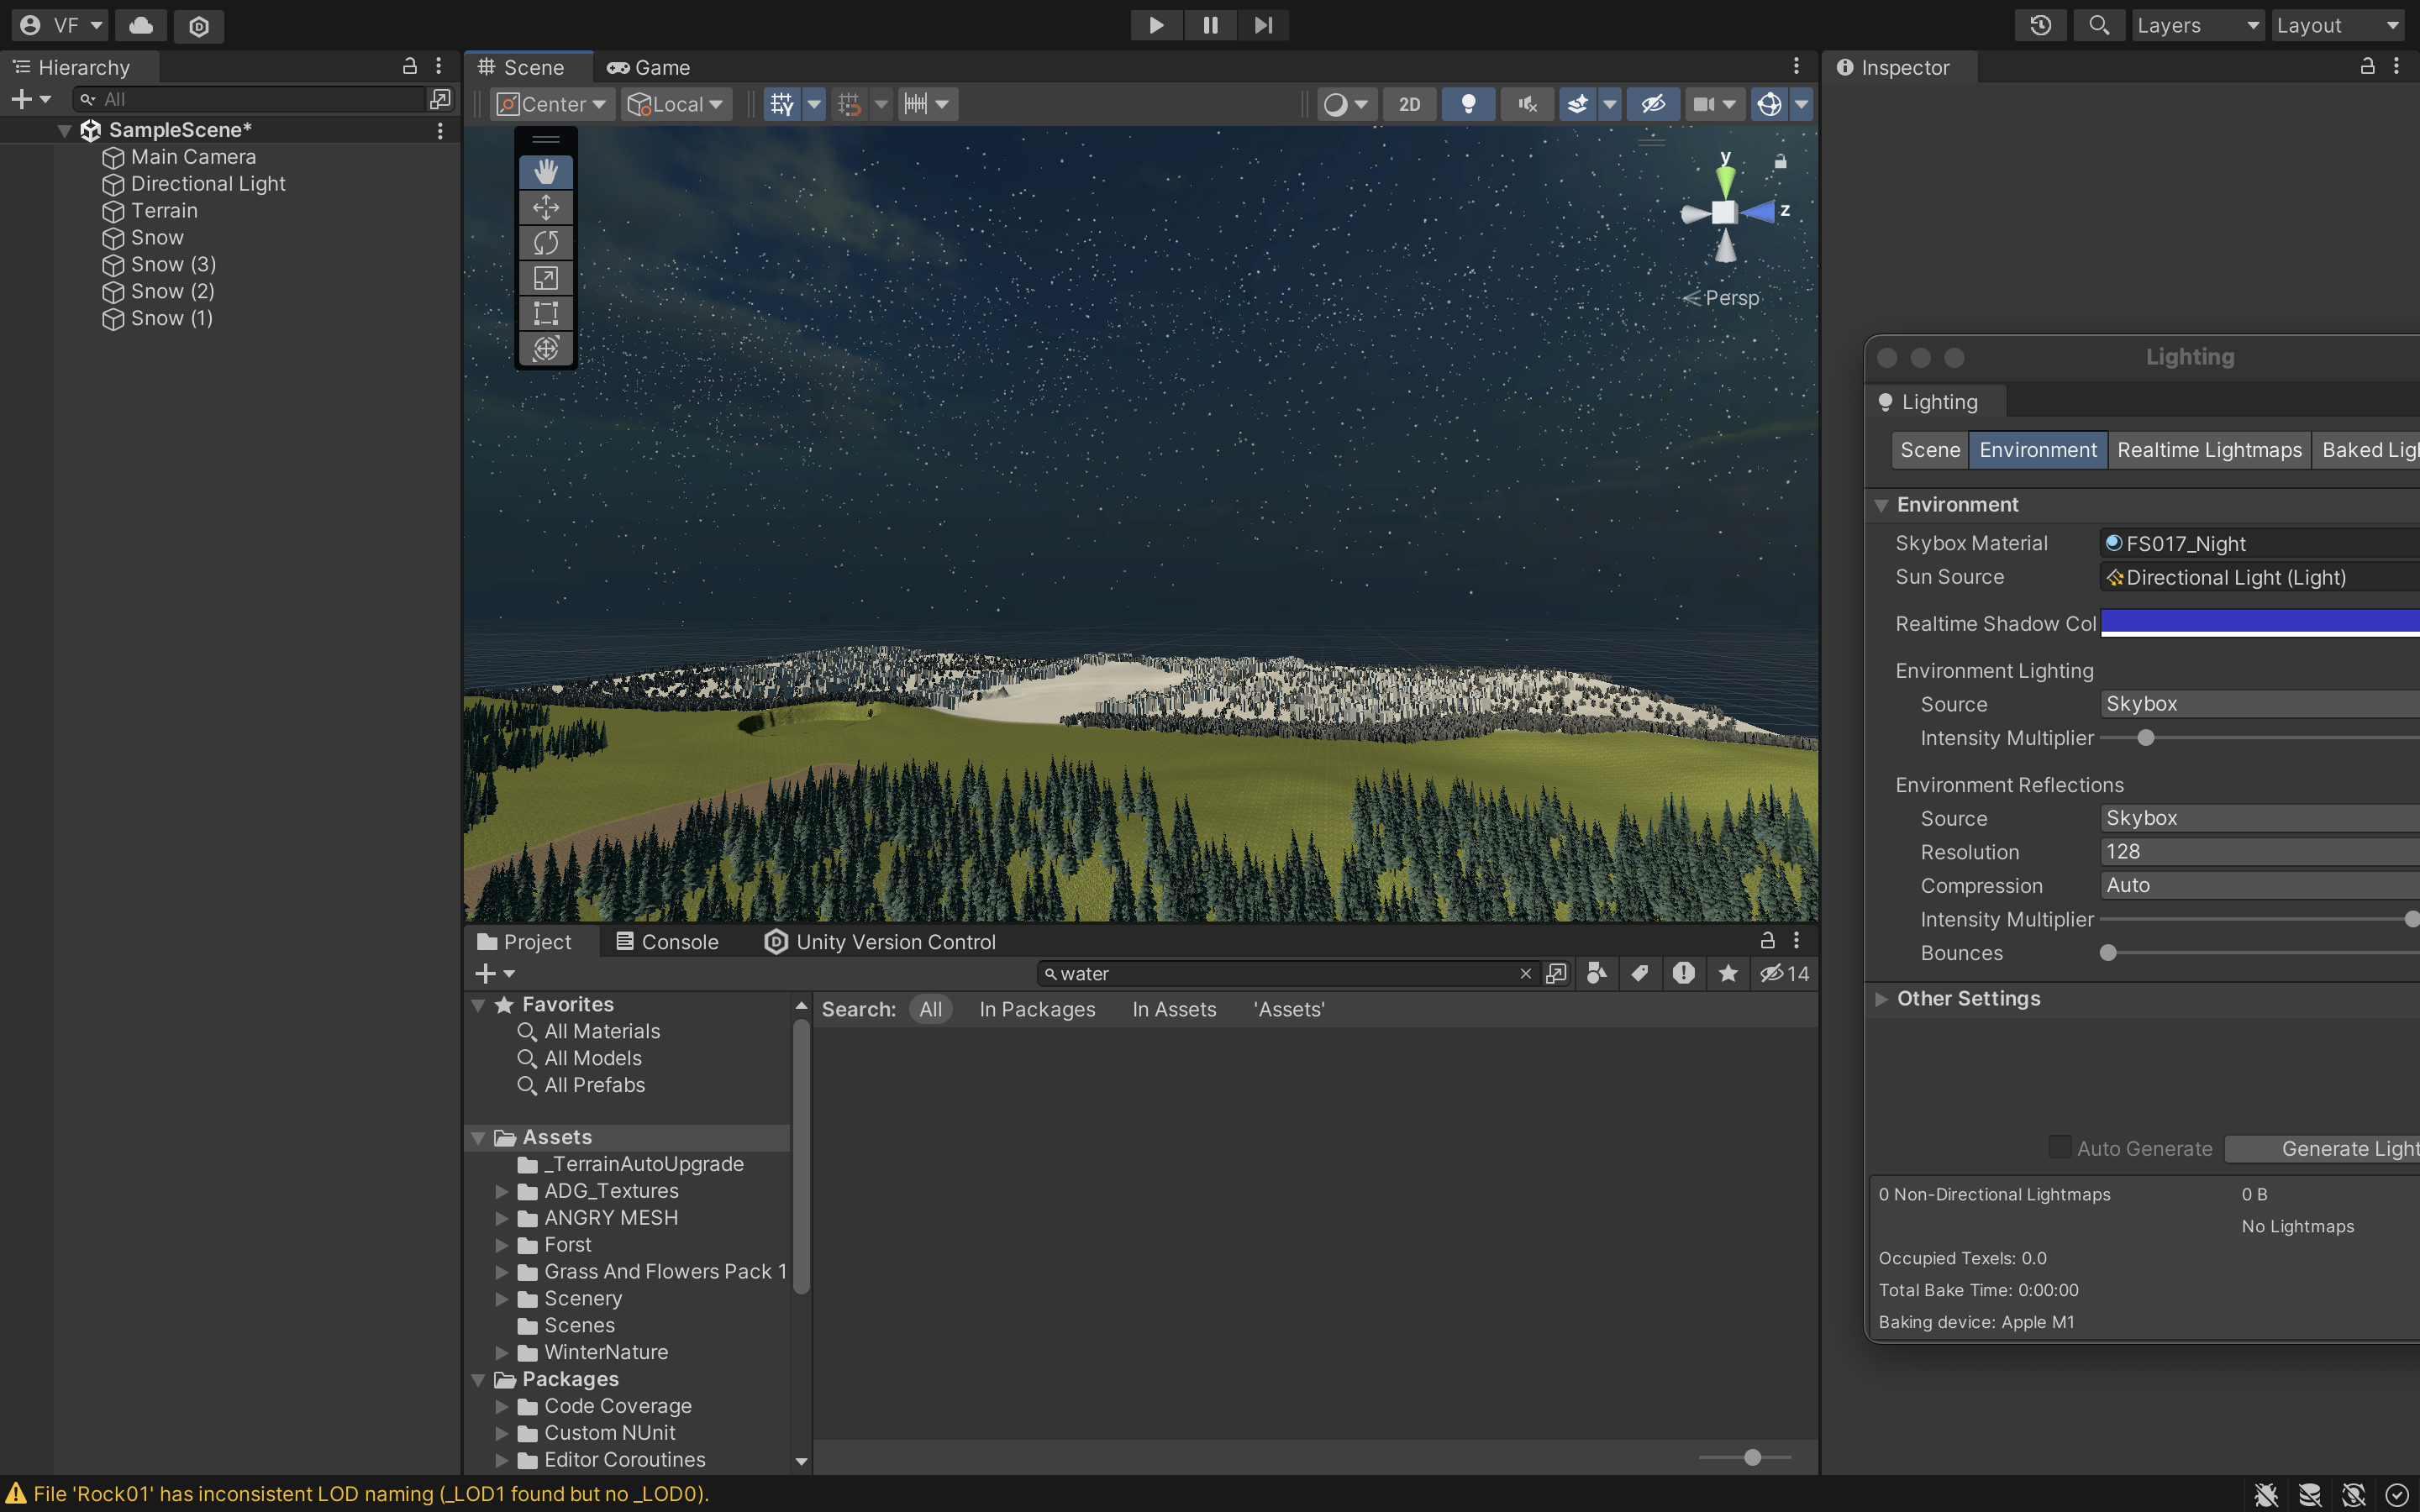 VF
Layers
Layout
Hierarchy
Scene
Game
Inspector
All
Center
Local
2D
SampleScene*
Main Camera
Directional Light
Terrain
Snow
Snow (3)
Snow (2)
Snow (1)
y
z
Persp
Lighting
Lighting
Scene
Environment
Realtime Lightmaps
Baked Ligl
Environment
Skybox Material
FS017_Night
Sun Source
Directional Light (Light)
Realtime Shadow Col
Environment Lighting
Source
Skybox
Intensity Multiplier
Environment Reflections
Source
Skybox
Resolution
128
Compression
Auto
Intensity Multiplier
Bounces
Other Settings
Auto Generate
Generate Light
0 Non-Directional Lightmaps
0 B
No Lightmaps
Occupied Texels: 0.0
Total Bake Time: 0:00:00
Baking device: Apple M1
Project
Console
Unity Version Control
water
14
Favorites
All Materials
All Models
All Prefabs
Search:
All
In Packages
In Assets
'Assets'
Assets
_TerrainAutoUpgrade
ADG_Textures
ANGRY MESH
Forst
Grass And Flowers Pack 1
Scenery
Scenes
WinterNature
Packages
Code Coverage
Custom NUnit
Editor Coroutines
File 'Rock01' has inconsistent LOD naming (_LOD1 found but no _LOD0).